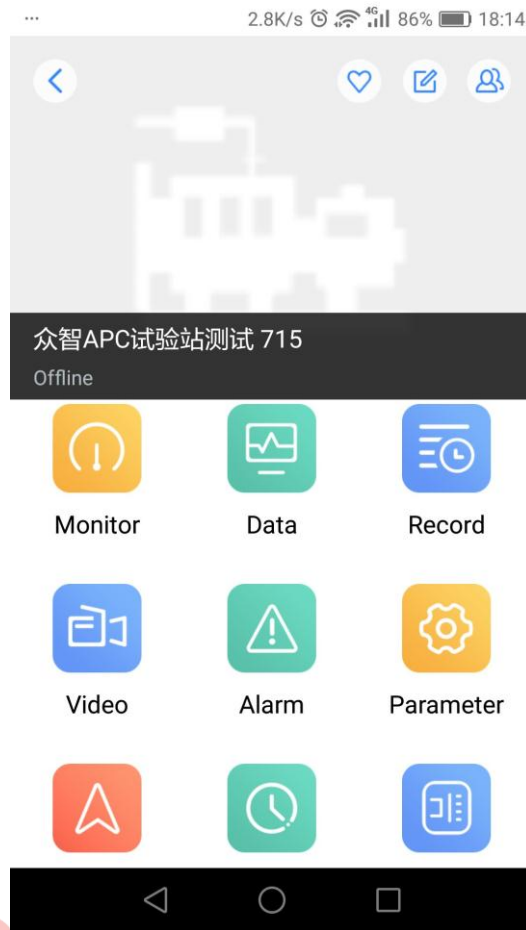 ... 2.8K/s 4G 86% 18:14
众智APC试验站测试 715
Offline
Monitor Data Record
Video Alarm Parameter